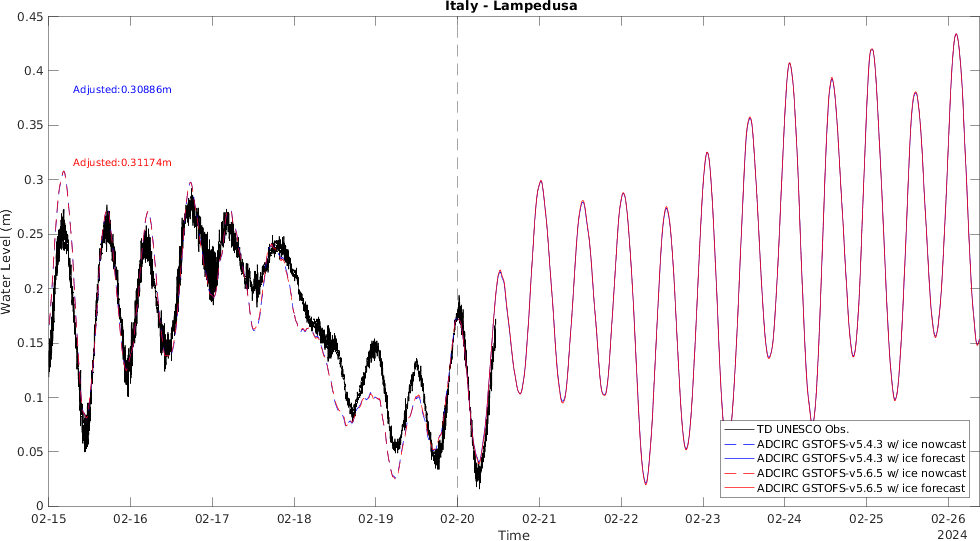 Italy - Lampedusa
0.45
0.4
0.35
0.3
0.25
0.2
0.15
0.1
0.05
0
Water Level (m)
Adjusted:0.30886m
Adjusted:0.31174m
TD UNESCO Obs.
ADCIRC GSTOFS-v5.4.3 w/ ice nowcast
ADCIRC GSTOFS-v5.4.3 w/ ice forecast
ADCIRC GSTOFS-v5.6.5 w/ ice nowcast
ADCIRC GSTOFS-v5.6.5 w/ ice forecast
02-15 02-16 02-17 02-18 02-19 02-20 02-21 02-22 02-23 02-24 02-25 02-26
Time
2024